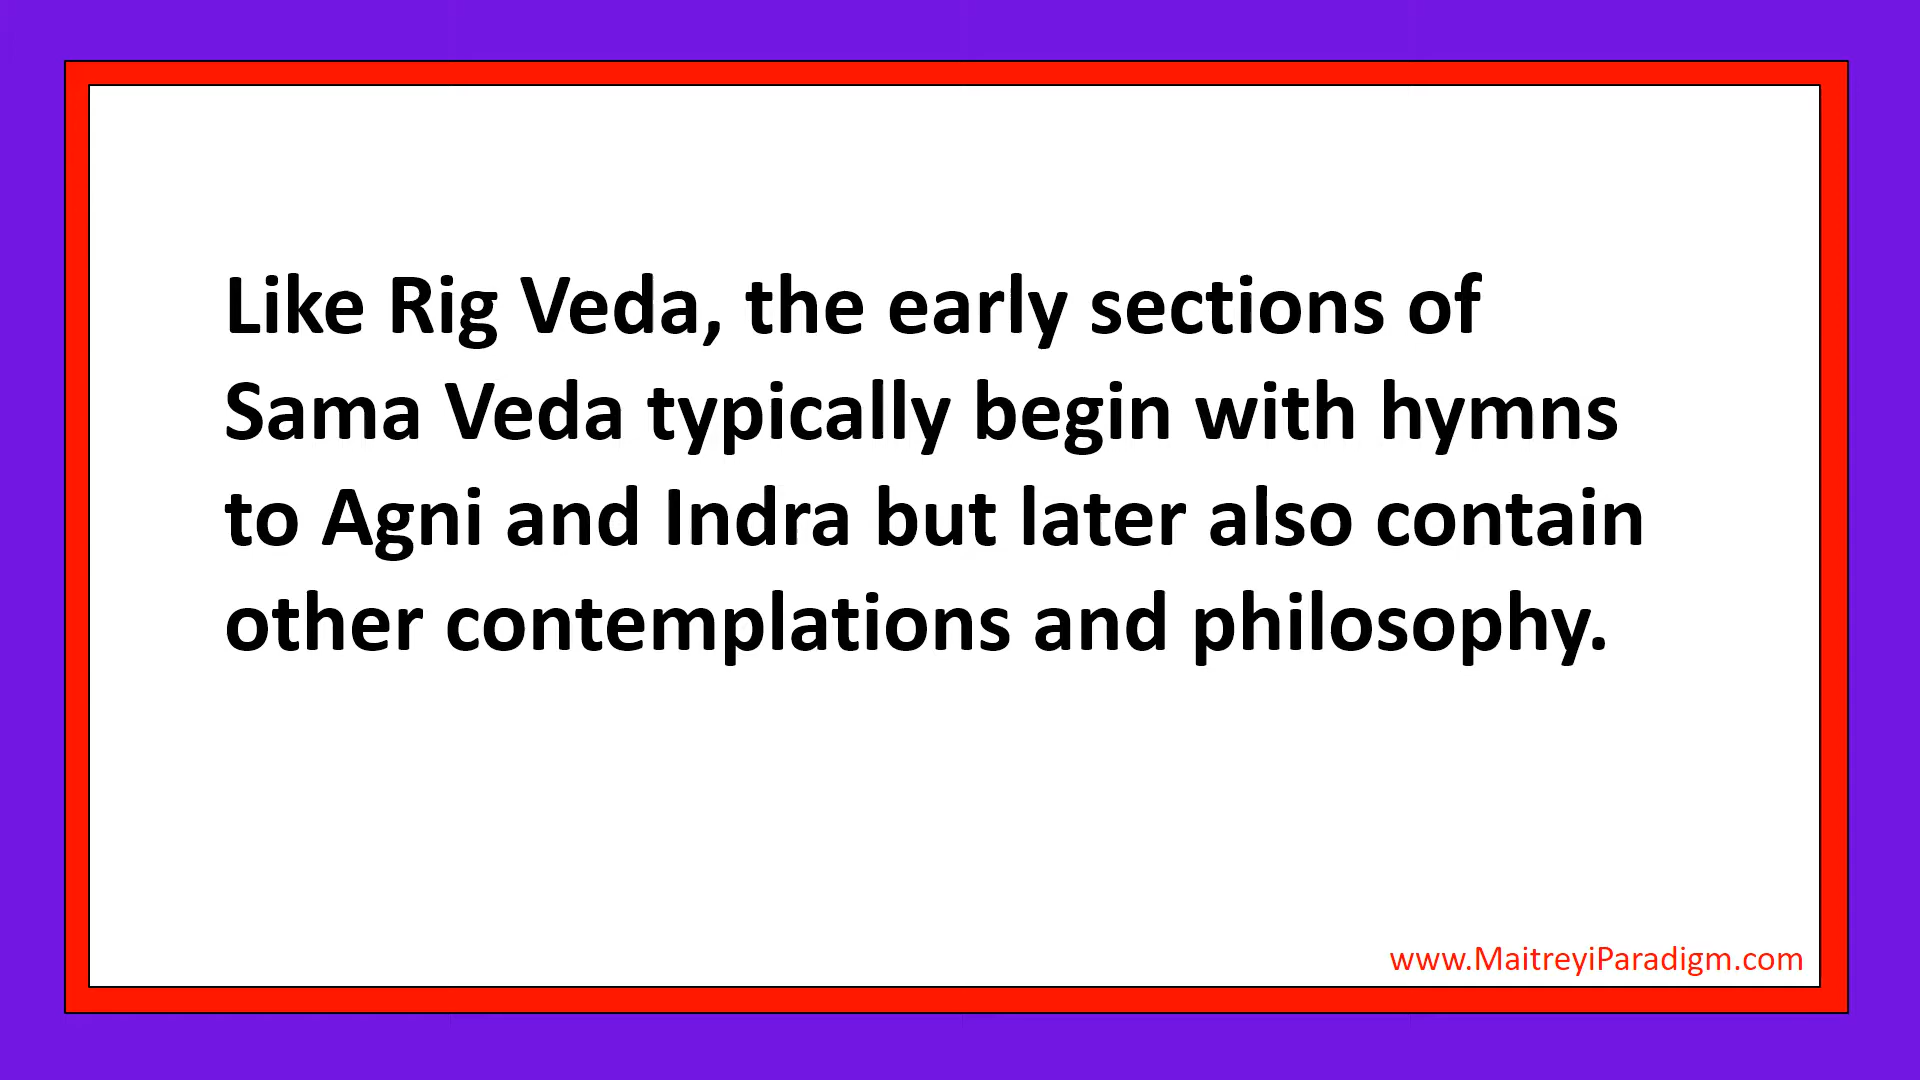 Like Rig Veda, the early sections of
Sama Veda typically begin with hymns
to Agni and Indra but later also contain
other contemplations and philosophy.
www.MaitreyiParadigm.com